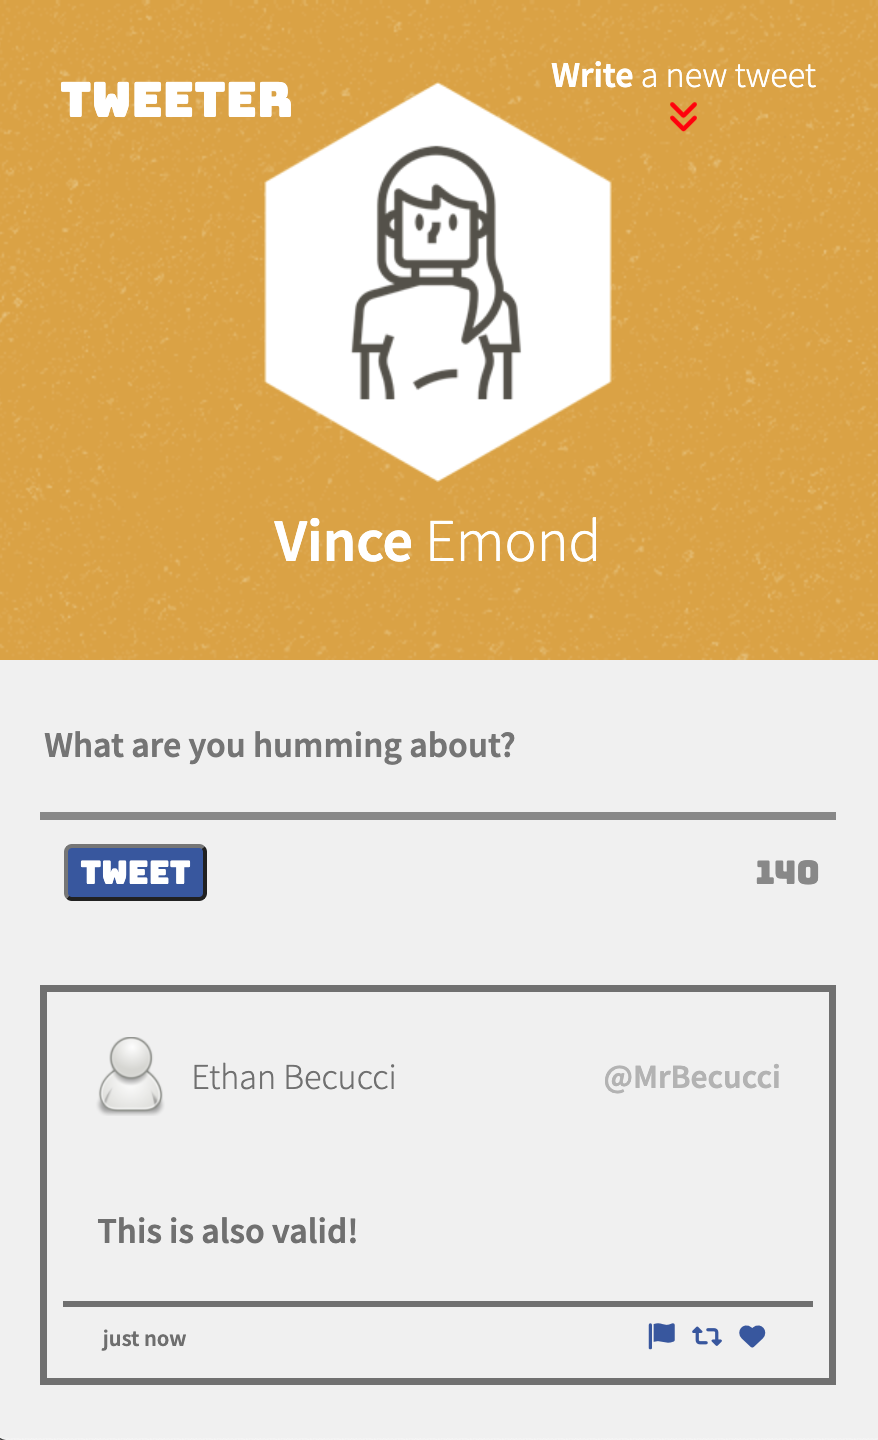 TWEETER
Write a new tweet
Vince Emond
What are you humming about?
TWEET
140
Ethan Becucci
@MrBecucci
This is also valid!
just now